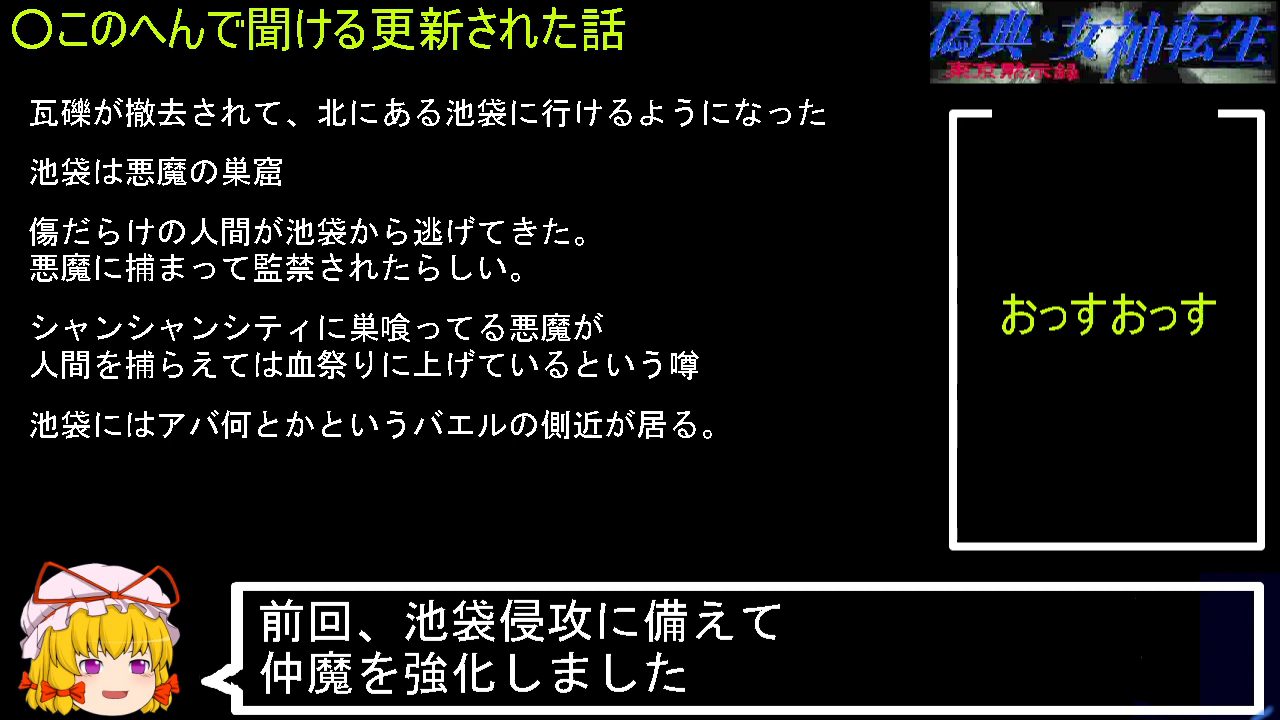 〇このへんで聞ける更新された話
偽典・女神転生
東京黙示録
瓦礫が撤去されて、北にある池袋に行けるようになった
池袋は悪魔の巣窟
傷だらけの人間が池袋から逃げてきた。
悪魔に捕まって監禁されたらしい。
シャンシャンシティに巣喰ってる悪魔が
人間を捕らえては血祭りに上げているという噂
池袋にはアバ何とかというバエルの側近が居る。
おっすおっす
前回、池袋侵攻に備えて
仲魔を強化しました